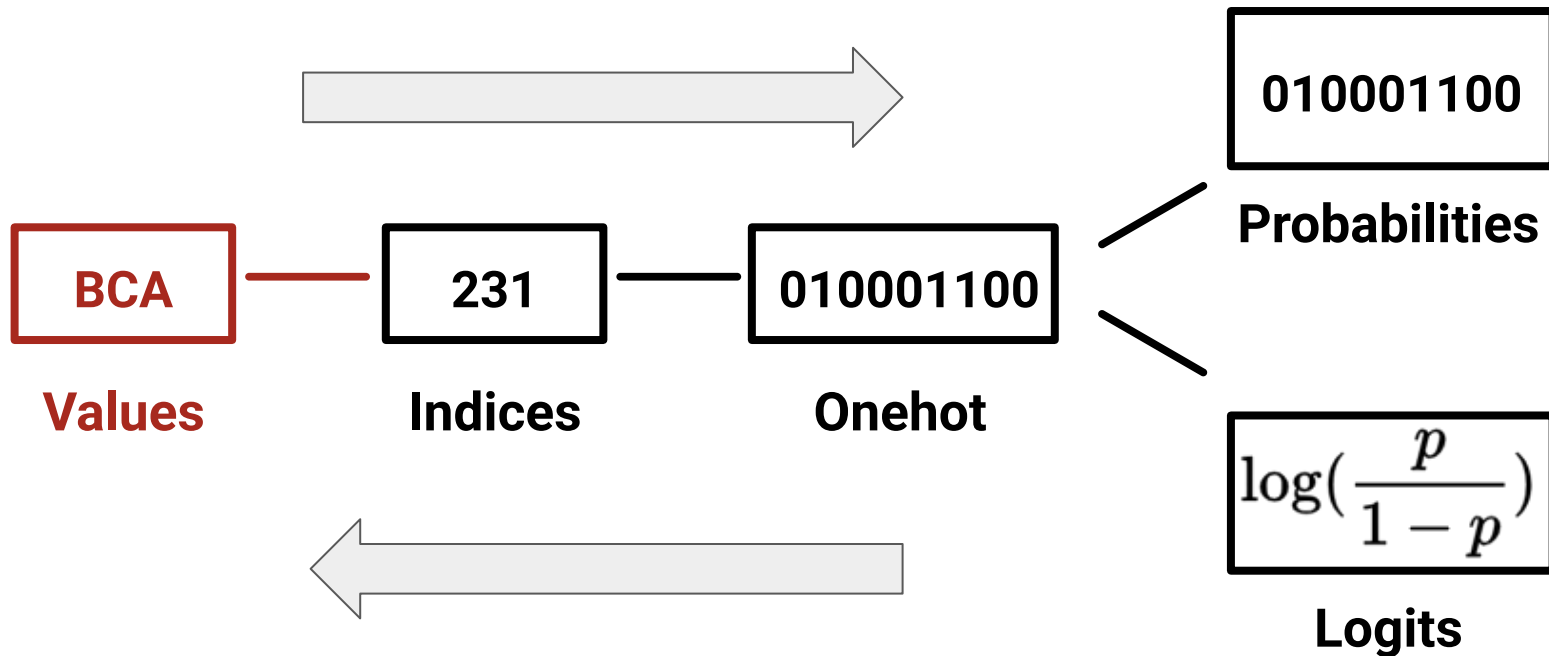 010001100
Probabilities
BCA
231
010001100
Values
Indices
Onehot
log(p/1 − p)
Logits